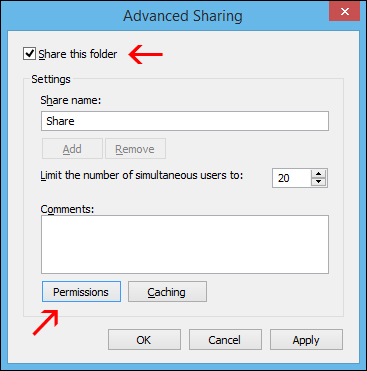 Advanced Sharing
Share this folder
Settings
Share name:
Share
Add Remove
Limit the number of simultaneous users to: 20
Comments:
Permissions Caching
OK Cancel Apply